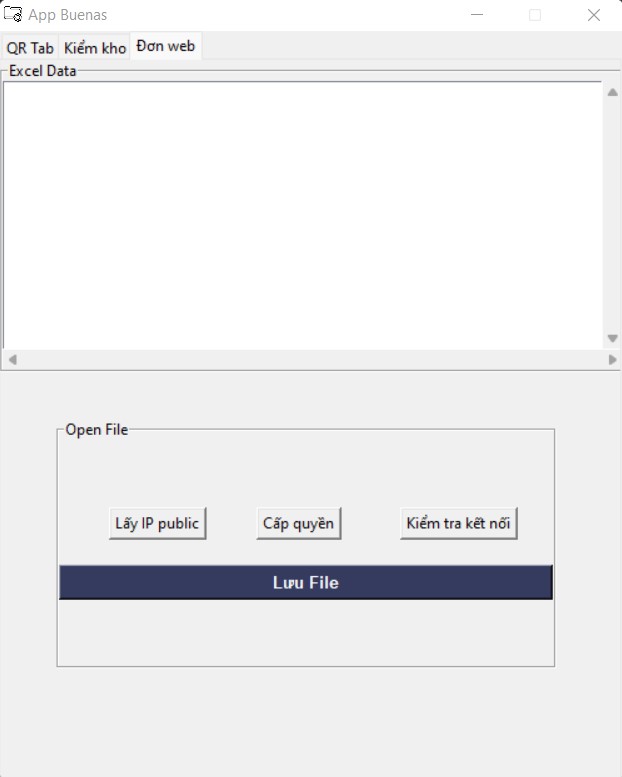 App Buenas
QR Tab Kiểm kho Đơn web
Excel Data
Open File
Lấy IP public Cấp quyền Kiểm tra kết nối
Lưu File